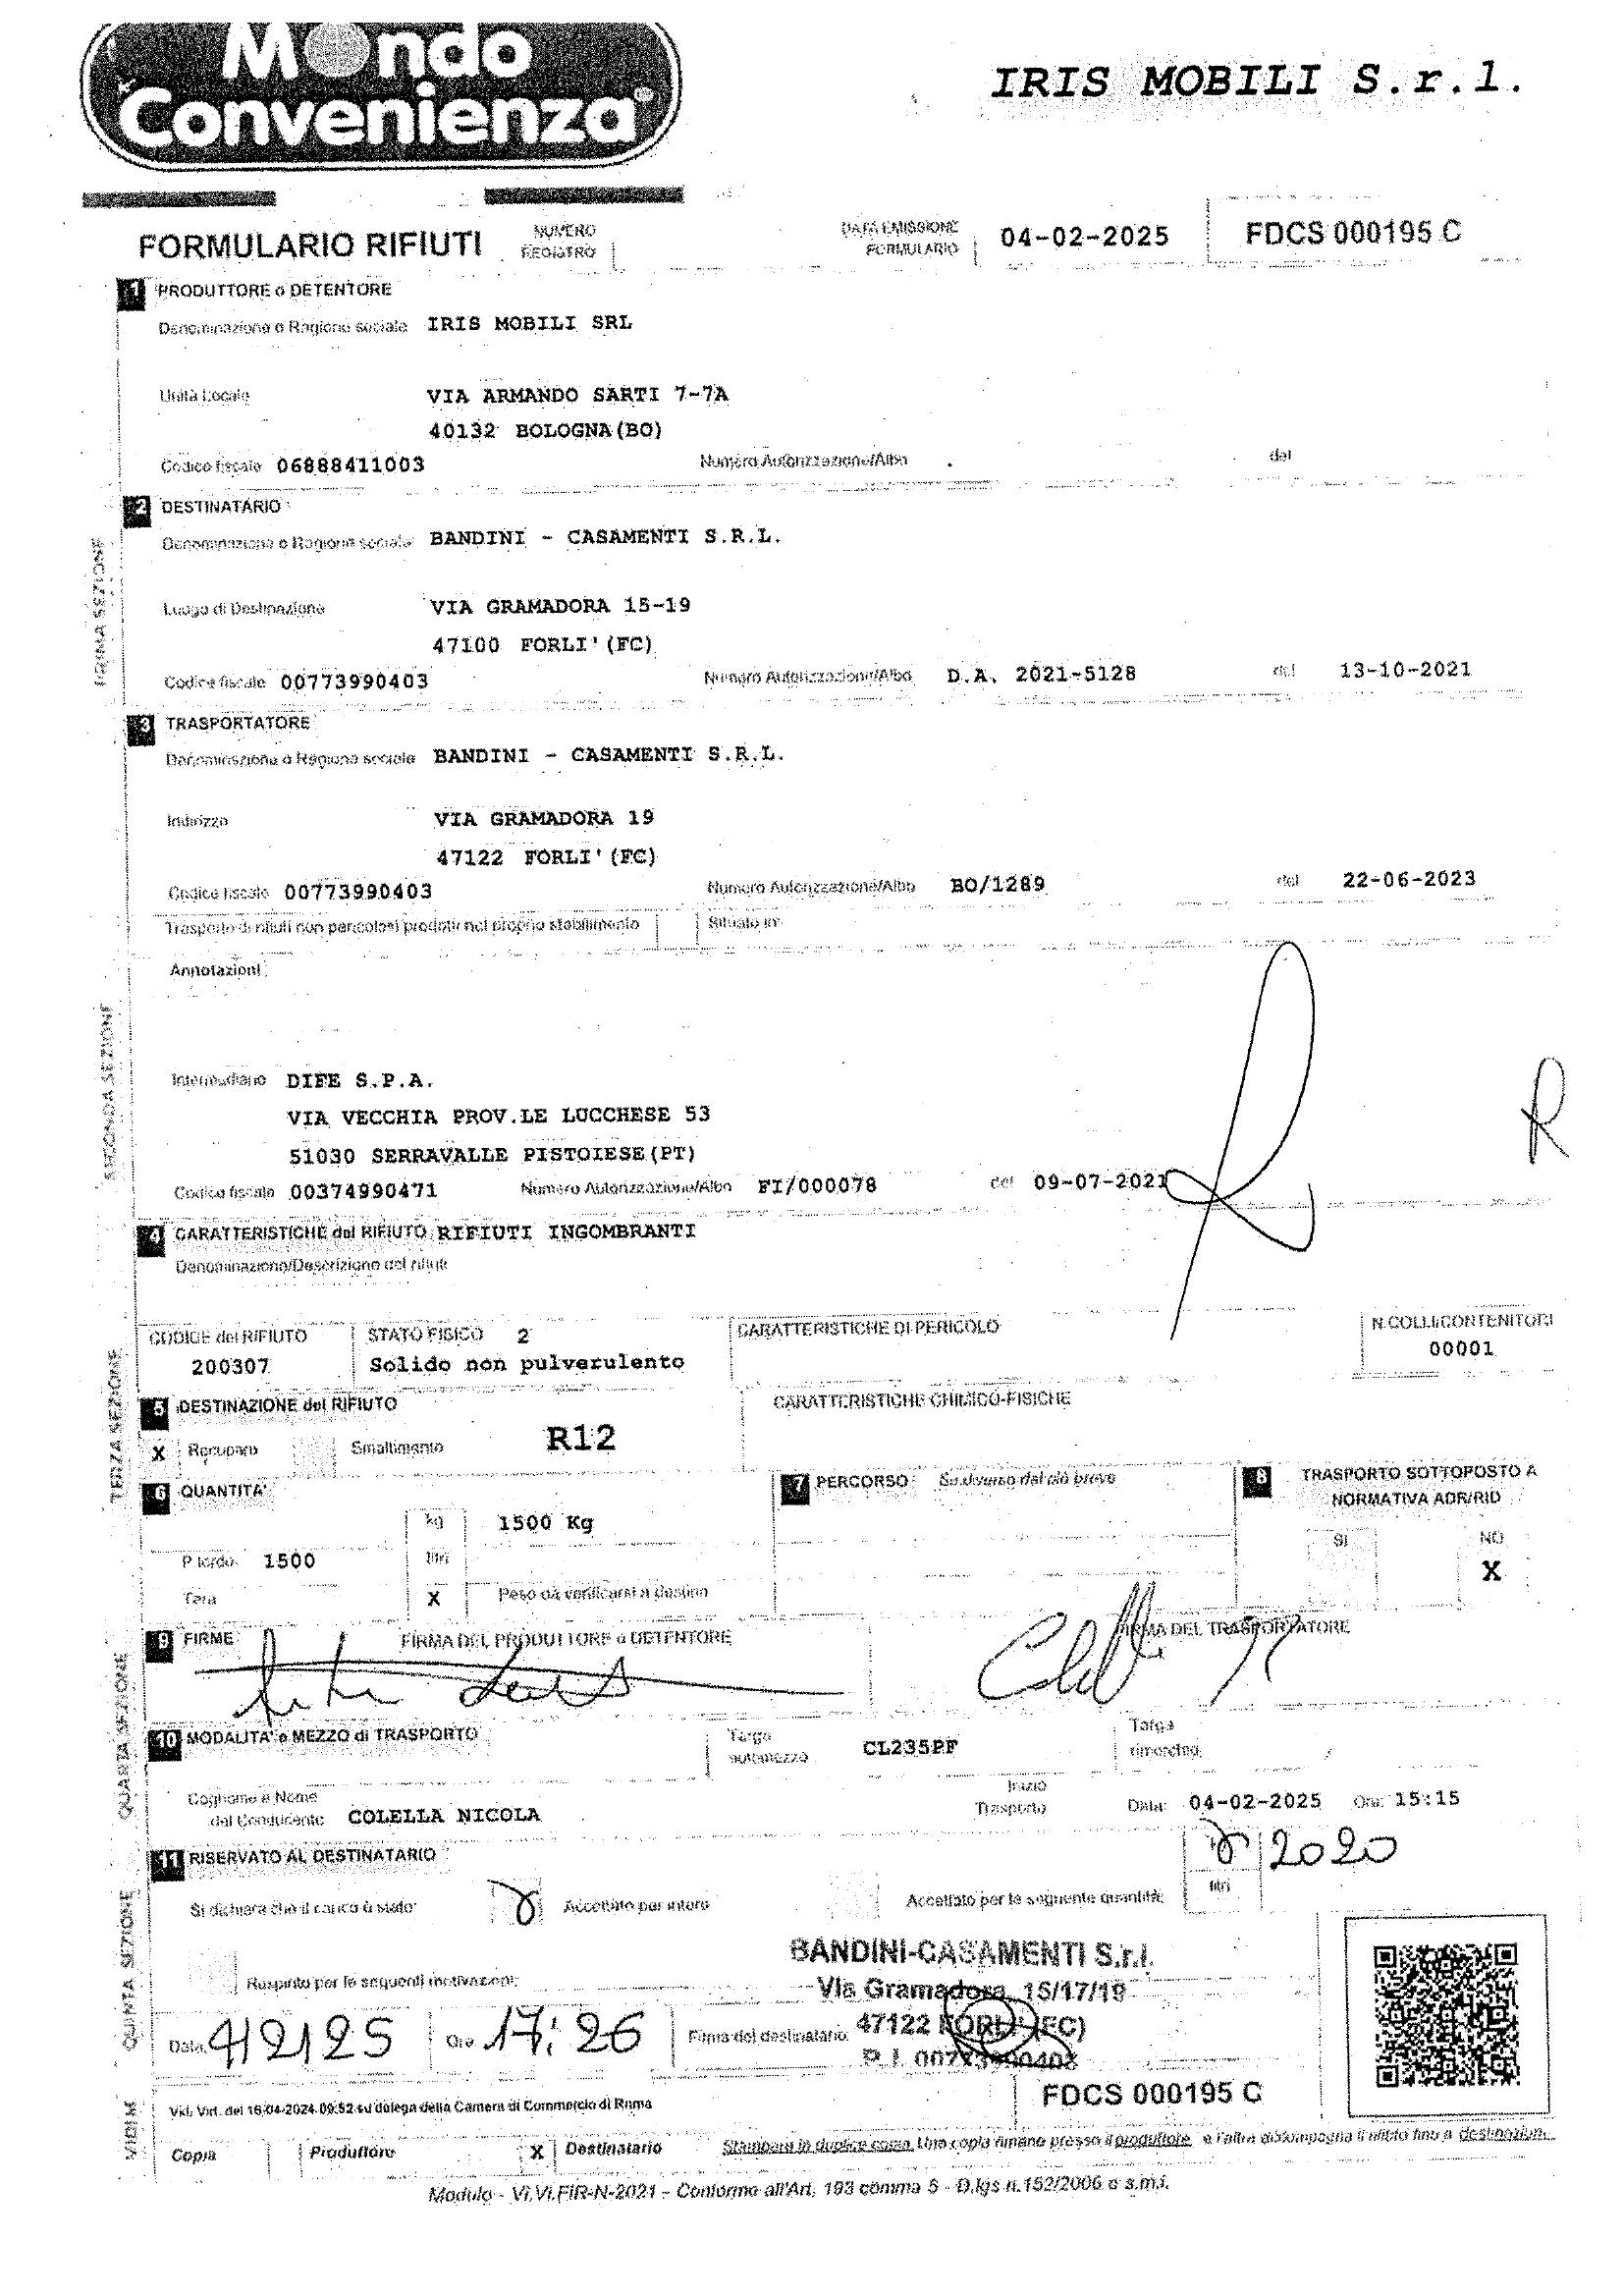 Mondo
Convenienza
IRIS MOBILI S.r.l.
FORMULARIO RIFIUTI
NUMERO REGISTRO
DATA EMISSIONE FORMULARIO 04-02-2025
FDCS 000195 C
PRIMA SEZIONE
1 PRODUTTORE o DETENTORE
Denominazione o Ragione sociale IRIS MOBILI SRL
Unità Locale VIA ARMANDO SARTI 7-7A
40132 BOLOGNA(BO)
Codice fiscale 06888411003 Numero Autorizzazione/Albo . del
2 DESTINATARIO
Denominazione o Ragione sociale BANDINI - CASAMENTI S.R.L.
Luogo di Destinazione VIA GRAMADORA 15-19
47100 FORLI'(FC)
Codice fiscale 00773990403 Numero Autorizzazione/Albo D.A. 2021-5128 del 13-10-2021
3 TRASPORTATORE
Denominazione o Ragione sociale BANDINI - CASAMENTI S.R.L.
Indirizzo VIA GRAMADORA 19
47122 FORLI'(FC)
Codice fiscale 00773990403 Numero Autorizzazione/Albo BO/1289 del 22-06-2023
Trasporto di rifiuti non pericolosi prodotti nel proprio stabilimento Situato in
SECONDA SEZIONE
Annotazioni
Intermediario DIFE S.P.A.
VIA VECCHIA PROV.LE LUCCHESE 53
51030 SERRAVALLE PISTOIESE(PT)
Codice fiscale 00374990471 Numero Autorizzazione/Albo FI/000078 del 09-07-2021
4 CARATTERISTICHE del RIFIUTO RIFIUTI INGOMBRANTI
Denominazione/Descrizione del rifiuto
TERZA SEZIONE
CODICE del RIFIUTO STATO FISICO 2 CARATTERISTICHE DI PERICOLO N.COLLI/CONTENITORI
200307 Solido non pulverulento 00001
5 DESTINAZIONE del RIFIUTO CARATTERISTICHE CHIMICO-FISICHE
X Recupero Smaltimento R12
6 QUANTITA' 7 PERCORSO Se diverso dal più breve 8 TRASPORTO SOTTOPOSTO A
NORMATIVA ADR/RID
kg 1500 Kg
SI NO
P lordo 1500 litri
X
Tara X Peso da verificarsi a destino
QUARTA SEZIONE
9 FIRME FIRMA DEL PRODUTTORE o DETENTORE FIRMA DEL TRASPORTATORE
10 MODALITA' e MEZZO di TRASPORTO Targa automezzo CL235PF Targa rimorchio /
Cognome e Nome
del Conducente COLELLA NICOLA Inizio Trasporto Data: 04-02-2025 Ora: 15:15
QUINTA SEZIONE
11 RISERVATO AL DESTINATARIO
2020
Si dichiara che il carico è stato: Accettato per intero Accettato per la seguente quantità: litri
Respinto per le seguenti motivazioni:
BANDINI-CASAMENTI S.r.l.
Via Gramadora, 15/17/19
47122 FORLI' (FC)
P.I. 00773990403
Data 4/2/25 Ora 17:26 Firma del destinatario
FDCS 000195 C
Vid. Virt. del 16-04-2024 09:52 su delega della Camera di Commercio di Roma
Copia Produttore X Destinatario Stampare in duplice copia. Una copia rimane presso il produttore e l'altra accompagna il rifiuto fino a destinazion.
Modulo - VI.VI.FIR-N-2021 - Conforme all'Art. 193 comma 5 - D.lgs n.152/2006 e s.m.i.